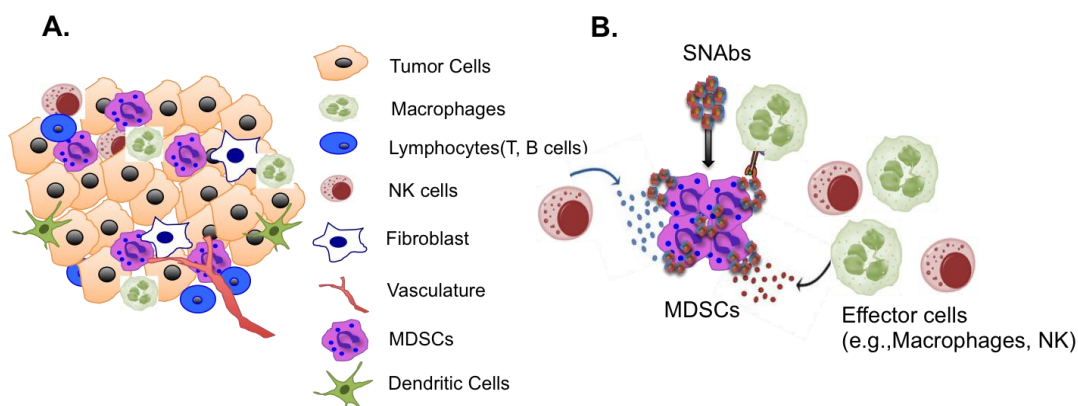 A.
Tumor Cells
Macrophages
Lymphocytes(T, B cells)
NK cells
Fibroblast
Vasculature
MDSCs
Dendritic Cells
B.
SNAbs
MDSCs
Effector cells
(e.g.,Macrophages, NK)